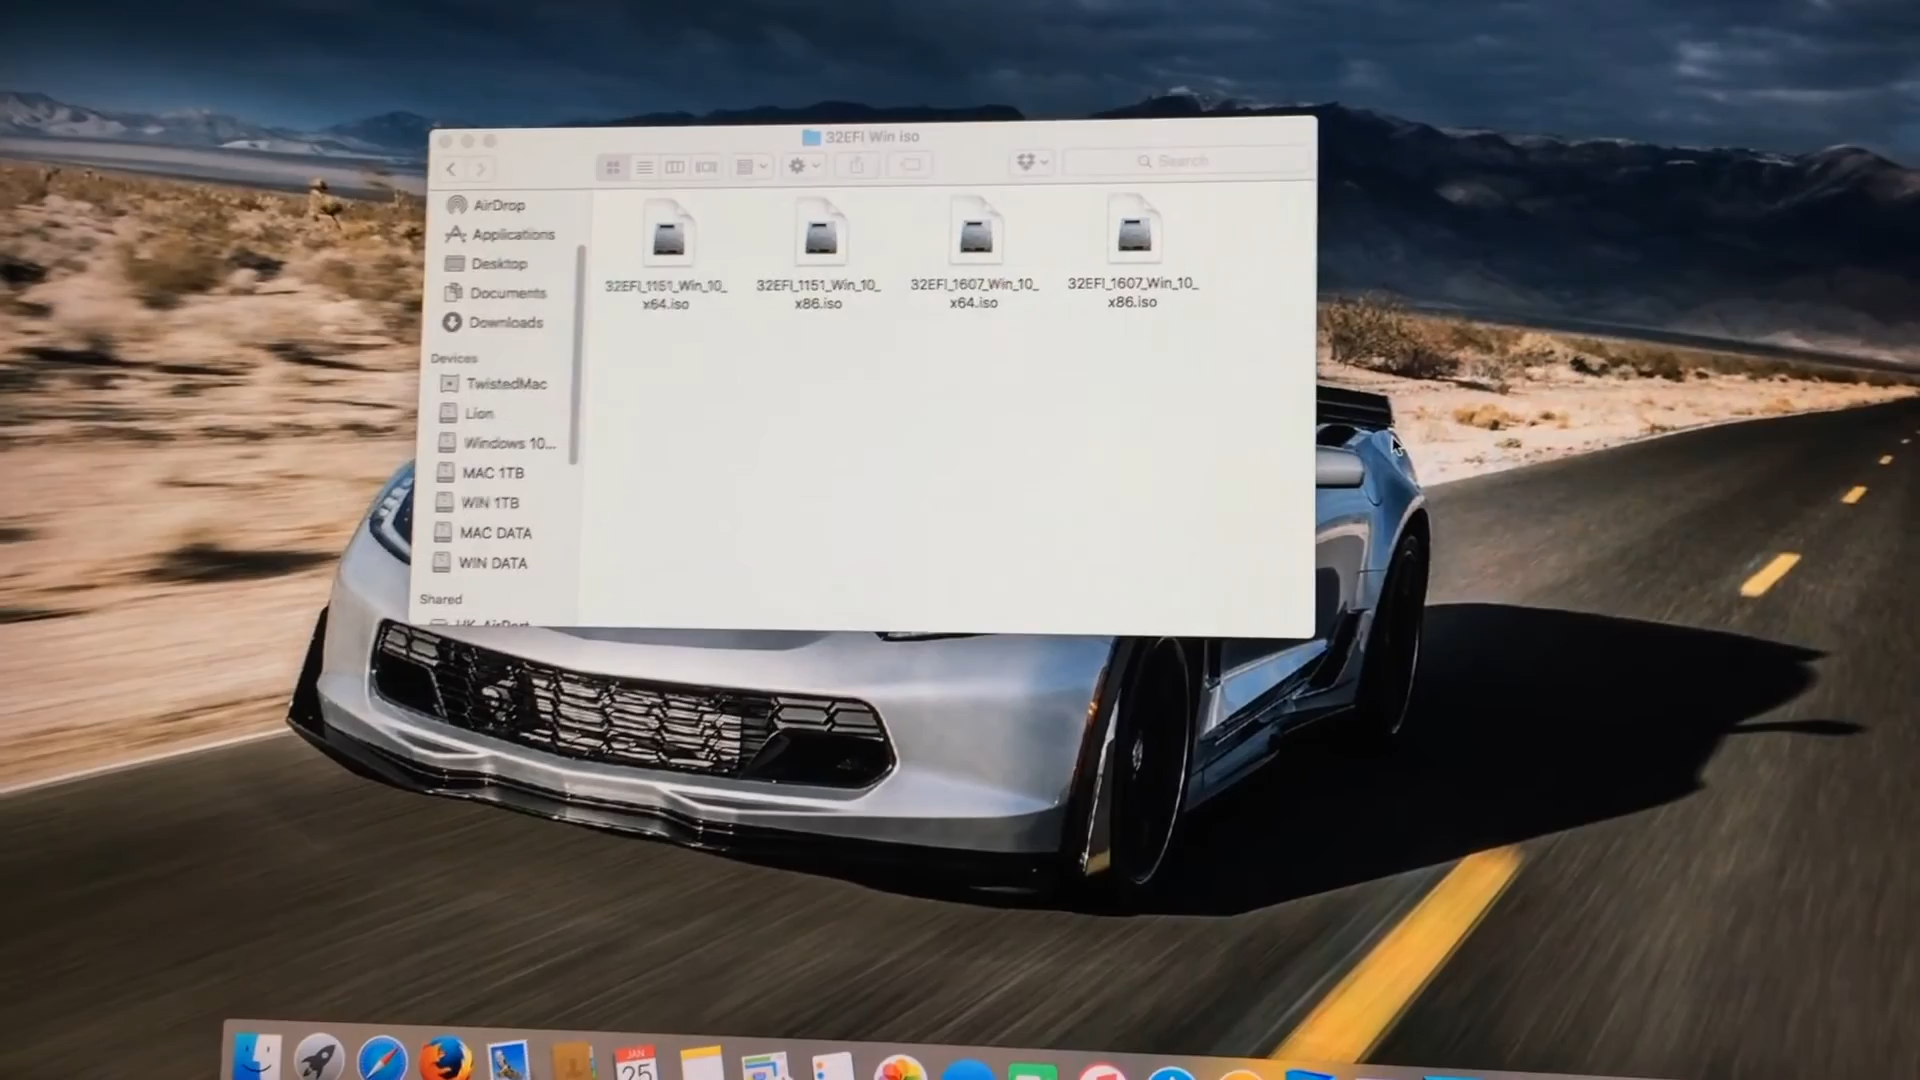 32EFI Win iso
Search
AirDrop
Applications
Desktop
Documents
Downloads
Devices
TwistedMac
Lion
Windows 10...
MAC 1TB
WIN 1TB
MAC DATA
WIN DATA
Shared
32EFI_1151_Win_10_
x64.iso
32EFI_1151_Win_10_
x86.iso
32EFI_1607_Win_10_
x64.iso
32EFI_1607_Win_10_
x86.iso
JAN
25